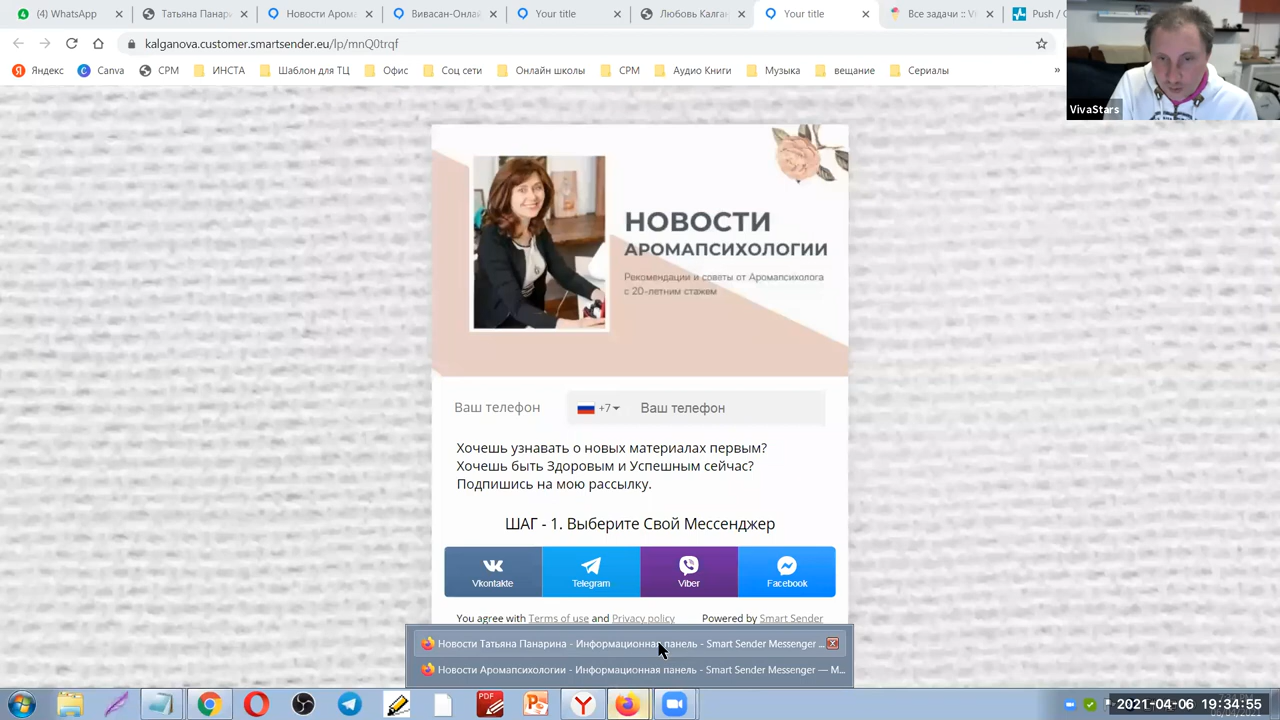 (4) WhatsApp
Татьяна Панар
Новости Арома
Вивазан-Онлай
Your title
Любовь Калган
Your title
Все задачи :: Vi
Push / О
kalganova.customer.smartsender.eu/lp/mnQ0trqf
Яндекс
Canva
СРМ
ИНСТА
Шаблон для ТЦ
Офис
Соц сети
Онлайн школы
СРМ
Аудио Книги
Музыка
вещание
Сериалы
»
VivaStars
НОВОСТИ
АРОМАПСИХОЛОГИИ
Рекомендации и советы от Аромапсихолога
с 20-летним стажем
Ваш телефон
+7
Ваш телефон
Хочешь узнавать о новых материалах первым?
Хочешь быть Здоровым и Успешным сейчас?
Подпишись на мою рассылку.
ШАГ - 1. Выберите Свой Мессенджер
Vkontakte
Telegram
Viber
Facebook
You agree with Terms of use and Privacy policy
Powered by Smart Sender
Новости Татьяна Панарина - Информационная панель - Smart Sender Messenger ...
Новости Аромапсихологии - Информационная панель - Smart Sender Messenger — M...
PDF
2021-04-06 19:34:55